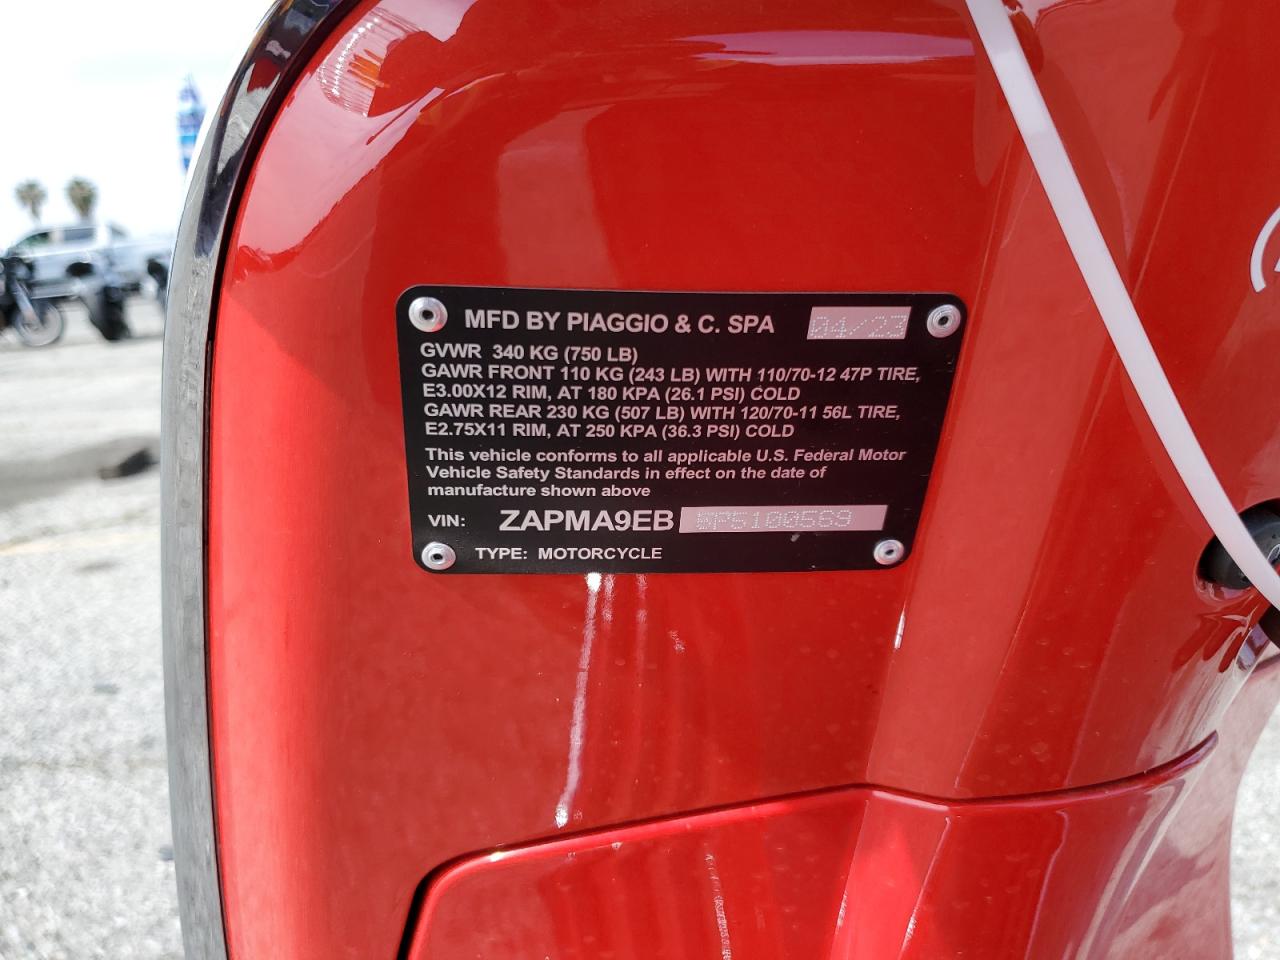 MFD BY PIAGGIO & C. SPA 04/23
GVWR 340 KG (750 LB)
GAWR FRONT 110 KG (243 LB) WITH 110/70-12 47P TIRE,
E3.00X12 RIM, AT 180 KPA (26.1 PSI) COLD
GAWR REAR 230 KG (507 LB) WITH 120/70-11 56L TIRE,
E2.75X11 RIM, AT 250 KPA (36.3 PSI) COLD
This vehicle conforms to all applicable U.S. Federal Motor
Vehicle Safety Standards in effect on the date of
manufacture shown above
VIN: ZAPMA9EB
TYPE: MOTORCYCLE